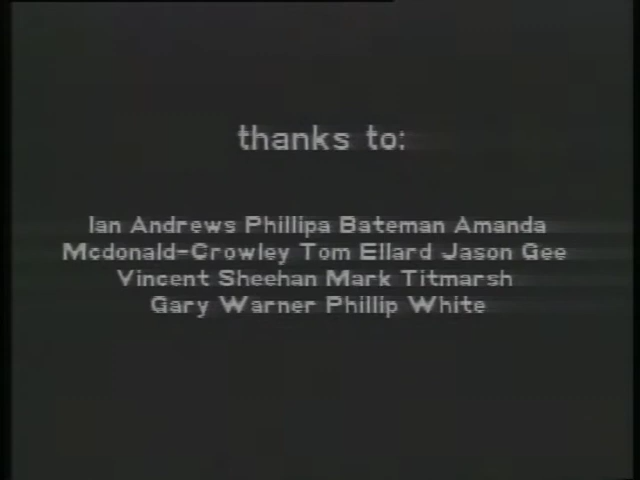 thanks to:
Ian Andrews Phillipa Bateman Amanda
Mcdonald-Crowley Tom Ellard Jason Gee
Vincent Sheehan Mark Titmarsh
Gary Warner Phillip White